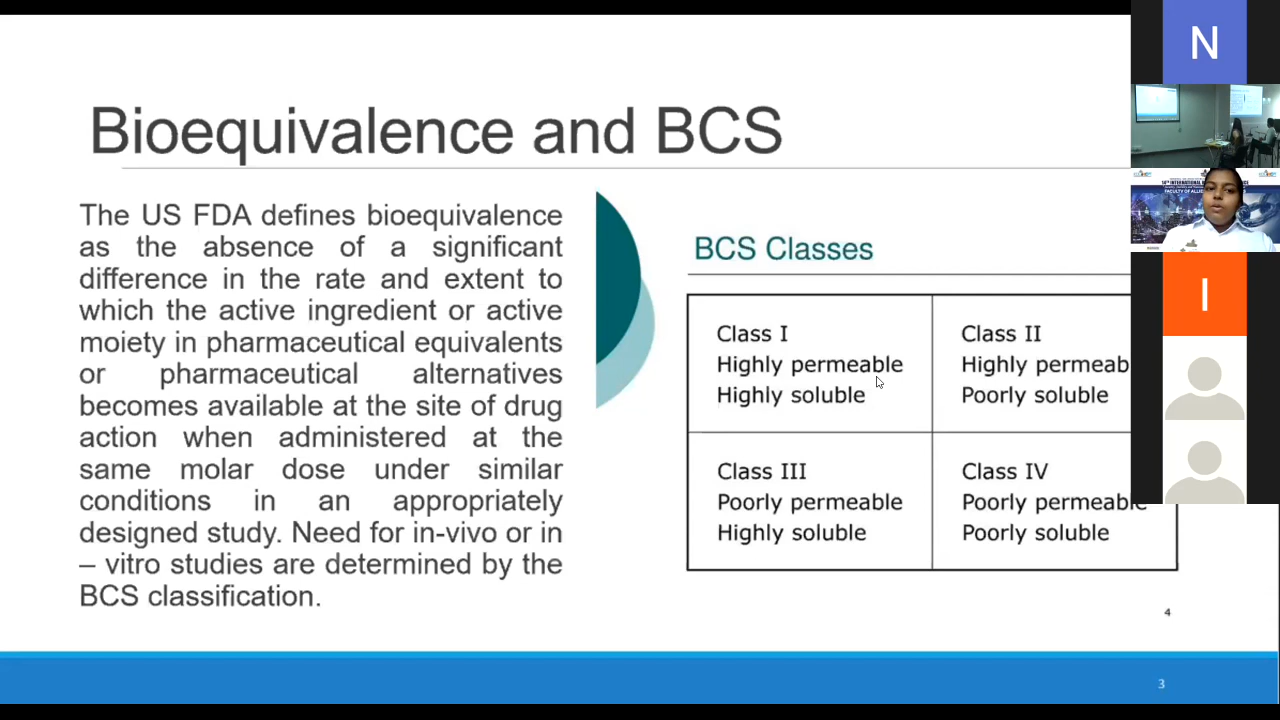 Bioequivalence and BCS
The US FDA defines bioequivalence
as the absence of a significant
difference in the rate and extent to
which the active ingredient or active
moiety in pharmaceutical equivalents
or pharmaceutical alternatives
becomes available at the site of drug
action when administered at the
same molar dose under similar
conditions in an appropriately
designed study. Need for in-vivo or in
– vitro studies are determined by the
BCS classification.
BCS Classes
Class I
Highly permeable
Highly soluble
Class II
Highly permeab
Poorly soluble
Class III
Poorly permeable
Highly soluble
Class IV
Poorly permeable
Poorly soluble
4
3
N
14TH INTERNATIONAL
FACULTY OF ALLIE
I